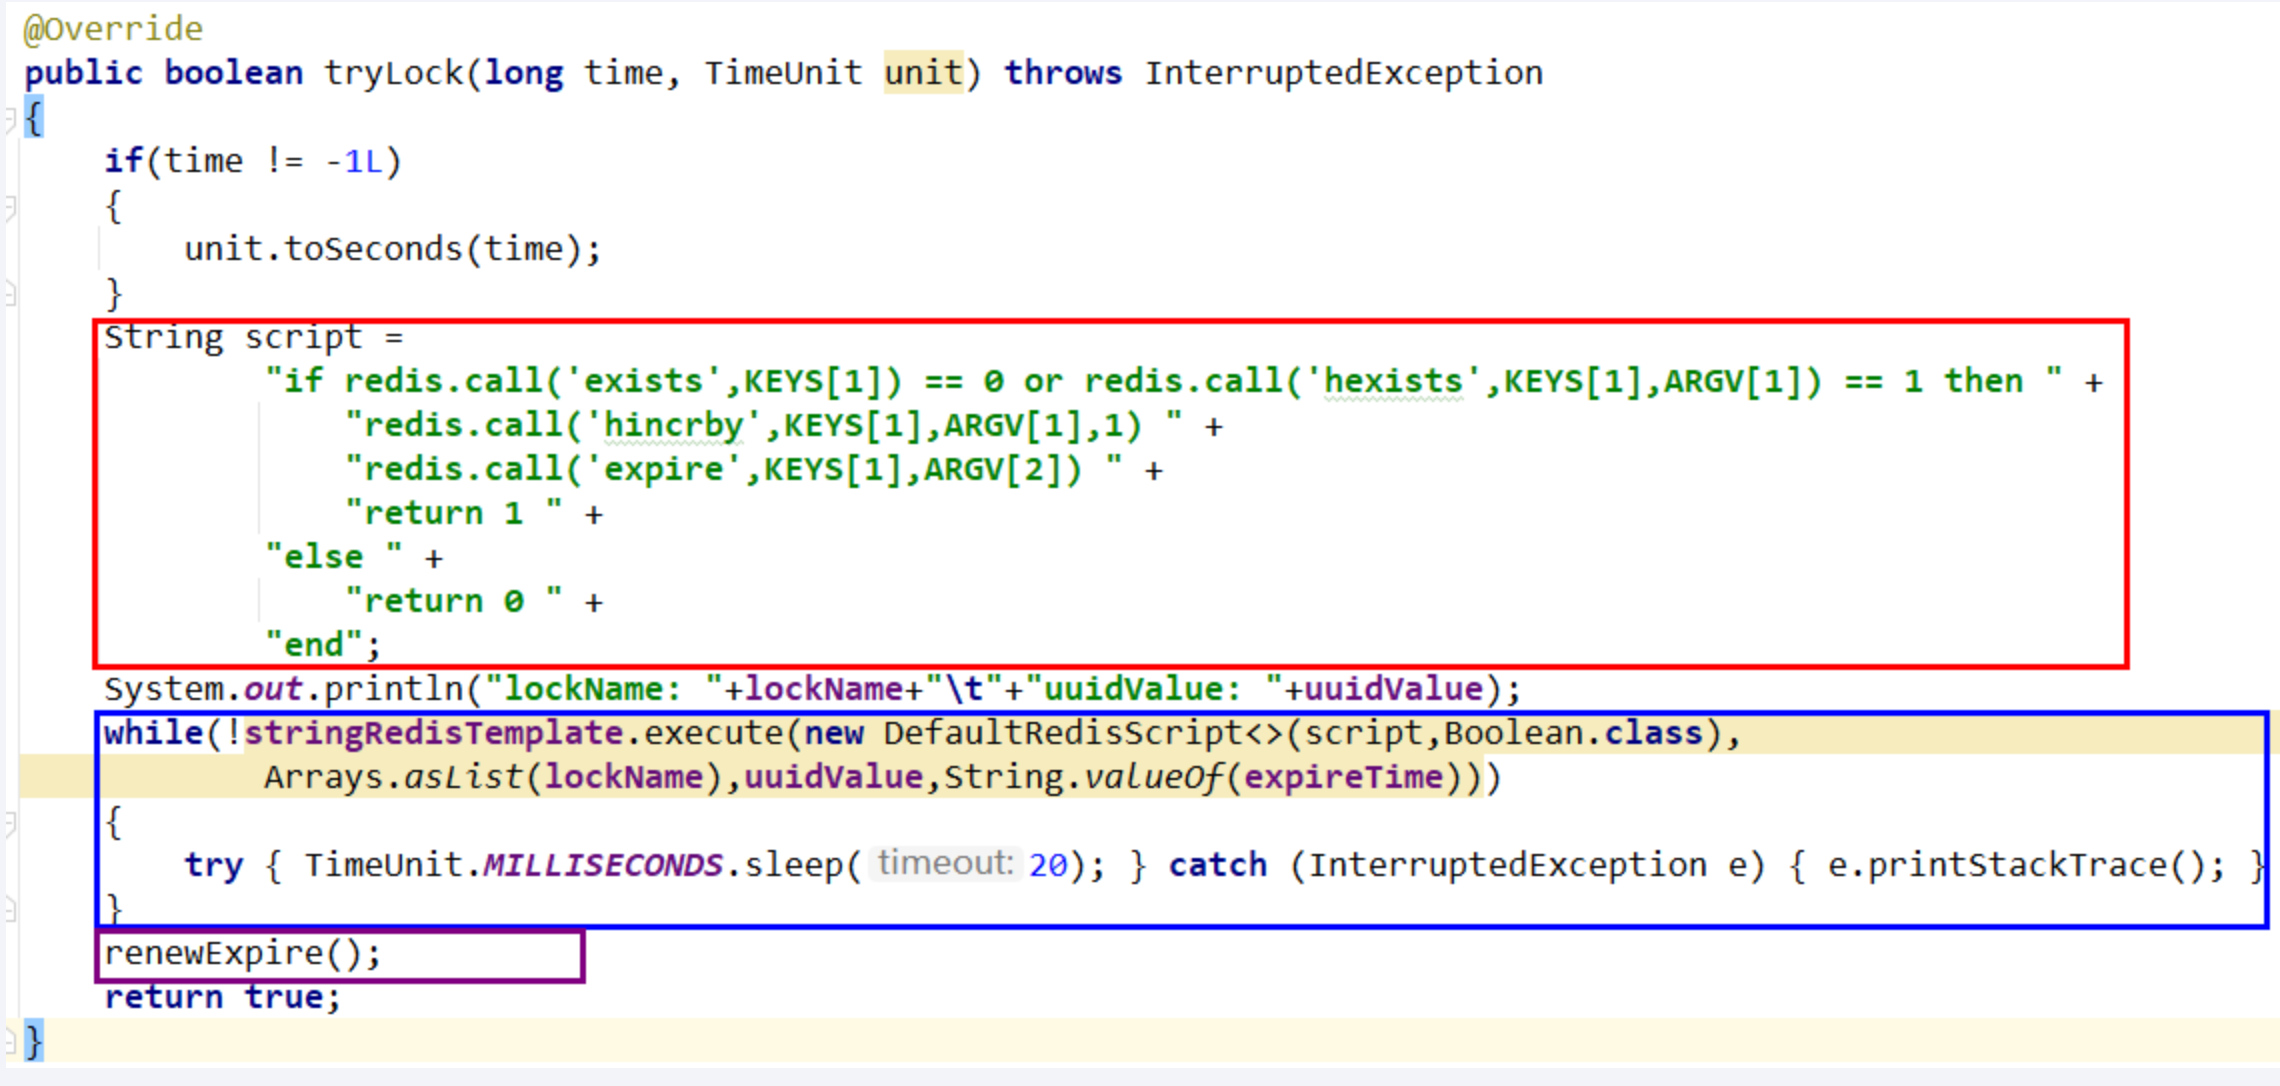 @Override
public boolean tryLock(long time, TimeUnit unit) throws InterruptedException
{
    if(time != -1L)
    {
        unit.toSeconds(time);
    }
    String script =
            "if redis.call('exists',KEYS[1]) == 0 or redis.call('hexists',KEYS[1],ARGV[1]) == 1 then " +
                "redis.call('hincrby',KEYS[1],ARGV[1],1) " +
                "redis.call('expire',KEYS[1],ARGV[2]) " +
                "return 1 " +
            "else " +
                "return 0 " +
            "end";
    System.out.println("lockName: "+lockName+"\t"+"uuidValue: "+uuidValue);
    while(!stringRedisTemplate.execute(new DefaultRedisScript<>(script,Boolean.class),
            Arrays.asList(lockName),uuidValue,String.valueOf(expireTime)))
    {
        try { TimeUnit.MILLISECONDS.sleep( timeout: 20); } catch (InterruptedException e) { e.printStackTrace(); }
    }
    renewExpire();
    return true;
}